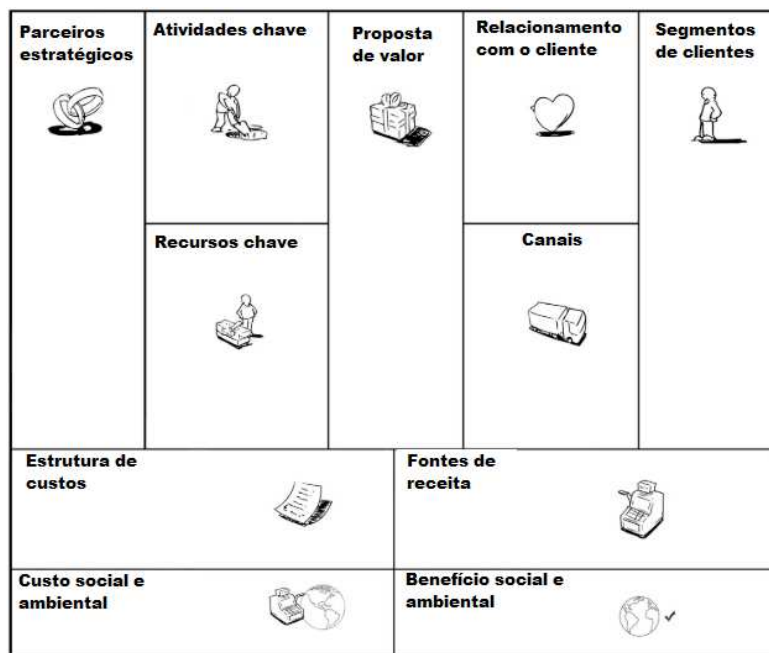 Parceiros
estratégicos
Atividades chave
Proposta
de valor
Relacionamento
com o cliente
Segmentos
de clientes
Recursos chave
Canais
Estrutura de
custos
Fontes de
receita
Custo social e
ambiental
Benefício social e
ambiental